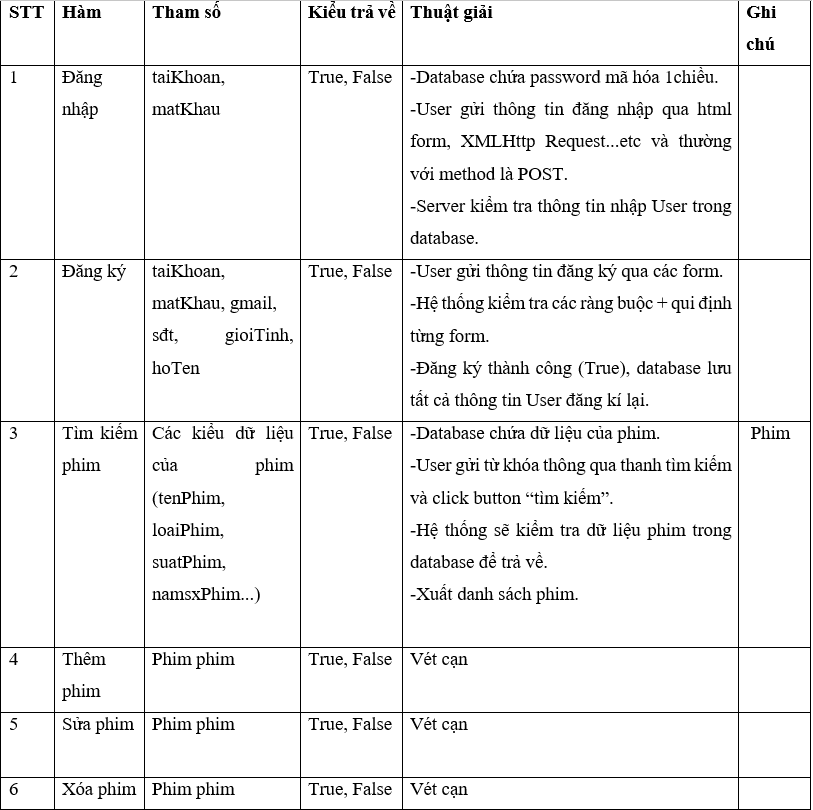 STT Hàm Tham số Kiểu trả về Thuật giải Ghi
chú
1 Đăng
nhập
taiKhoan,
matKhau
True, False
-Database chứa password mã hóa 1chiều.
-User gửi thông tin đăng nhập qua html
form, XMLHttp Request...etc và thường
với method là POST.
-Server kiểm tra thông tin nhập User trong
database.
2 Đăng ký
taiKhoan,
matKhau, gmail,
sđt, gioiTinh,
hoTen
True, False
-User gửi thông tin đăng ký qua các form.
-Hệ thống kiểm tra các ràng buộc + qui định
từng form.
-Đăng ký thành công (True), database lưu
tất cả thông tin User đăng kí lại.
3 Tìm kiếm
phim
Các kiểu dữ liệu
của phim
(tenPhim,
loaiPhim,
suatPhim,
namsxPhim...)
True, False
-Database chứa dữ liệu của phim.
-User gửi từ khóa thông qua thanh tìm kiếm
và click button “tìm kiếm”.
-Hệ thống sẽ kiểm tra dữ liệu phim trong
database để trả về.
-Xuất danh sách phim.
Phim
4 Thêm
phim
Phim phim
True, False
Vét cạn
5 Sửa phim Phim phim True, False Vét cạn
6 Xóa phim Phim phim True, False Vét cạn